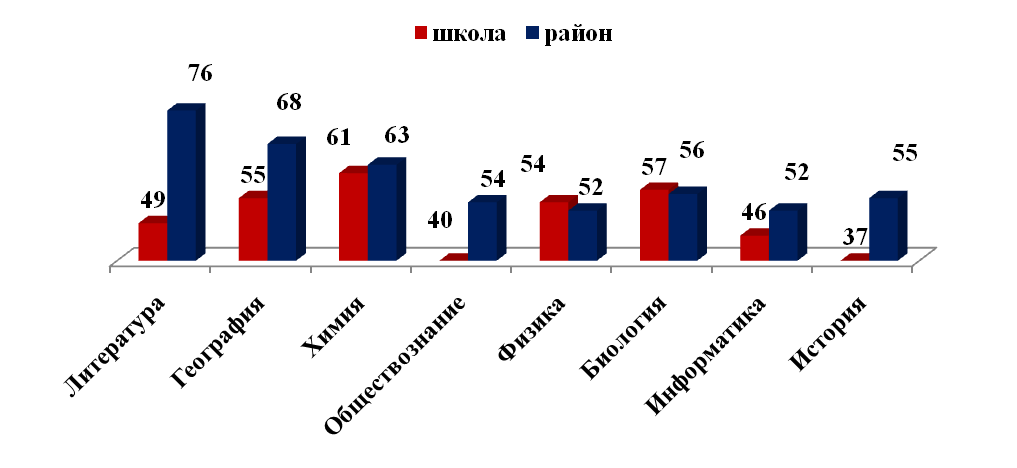 школа район
76
68
61 63
49 55 40 54 54 52 57 56 46 52 37 55
Литература
География
Химия
Обществознание
Физика
Биология
Информатика
История